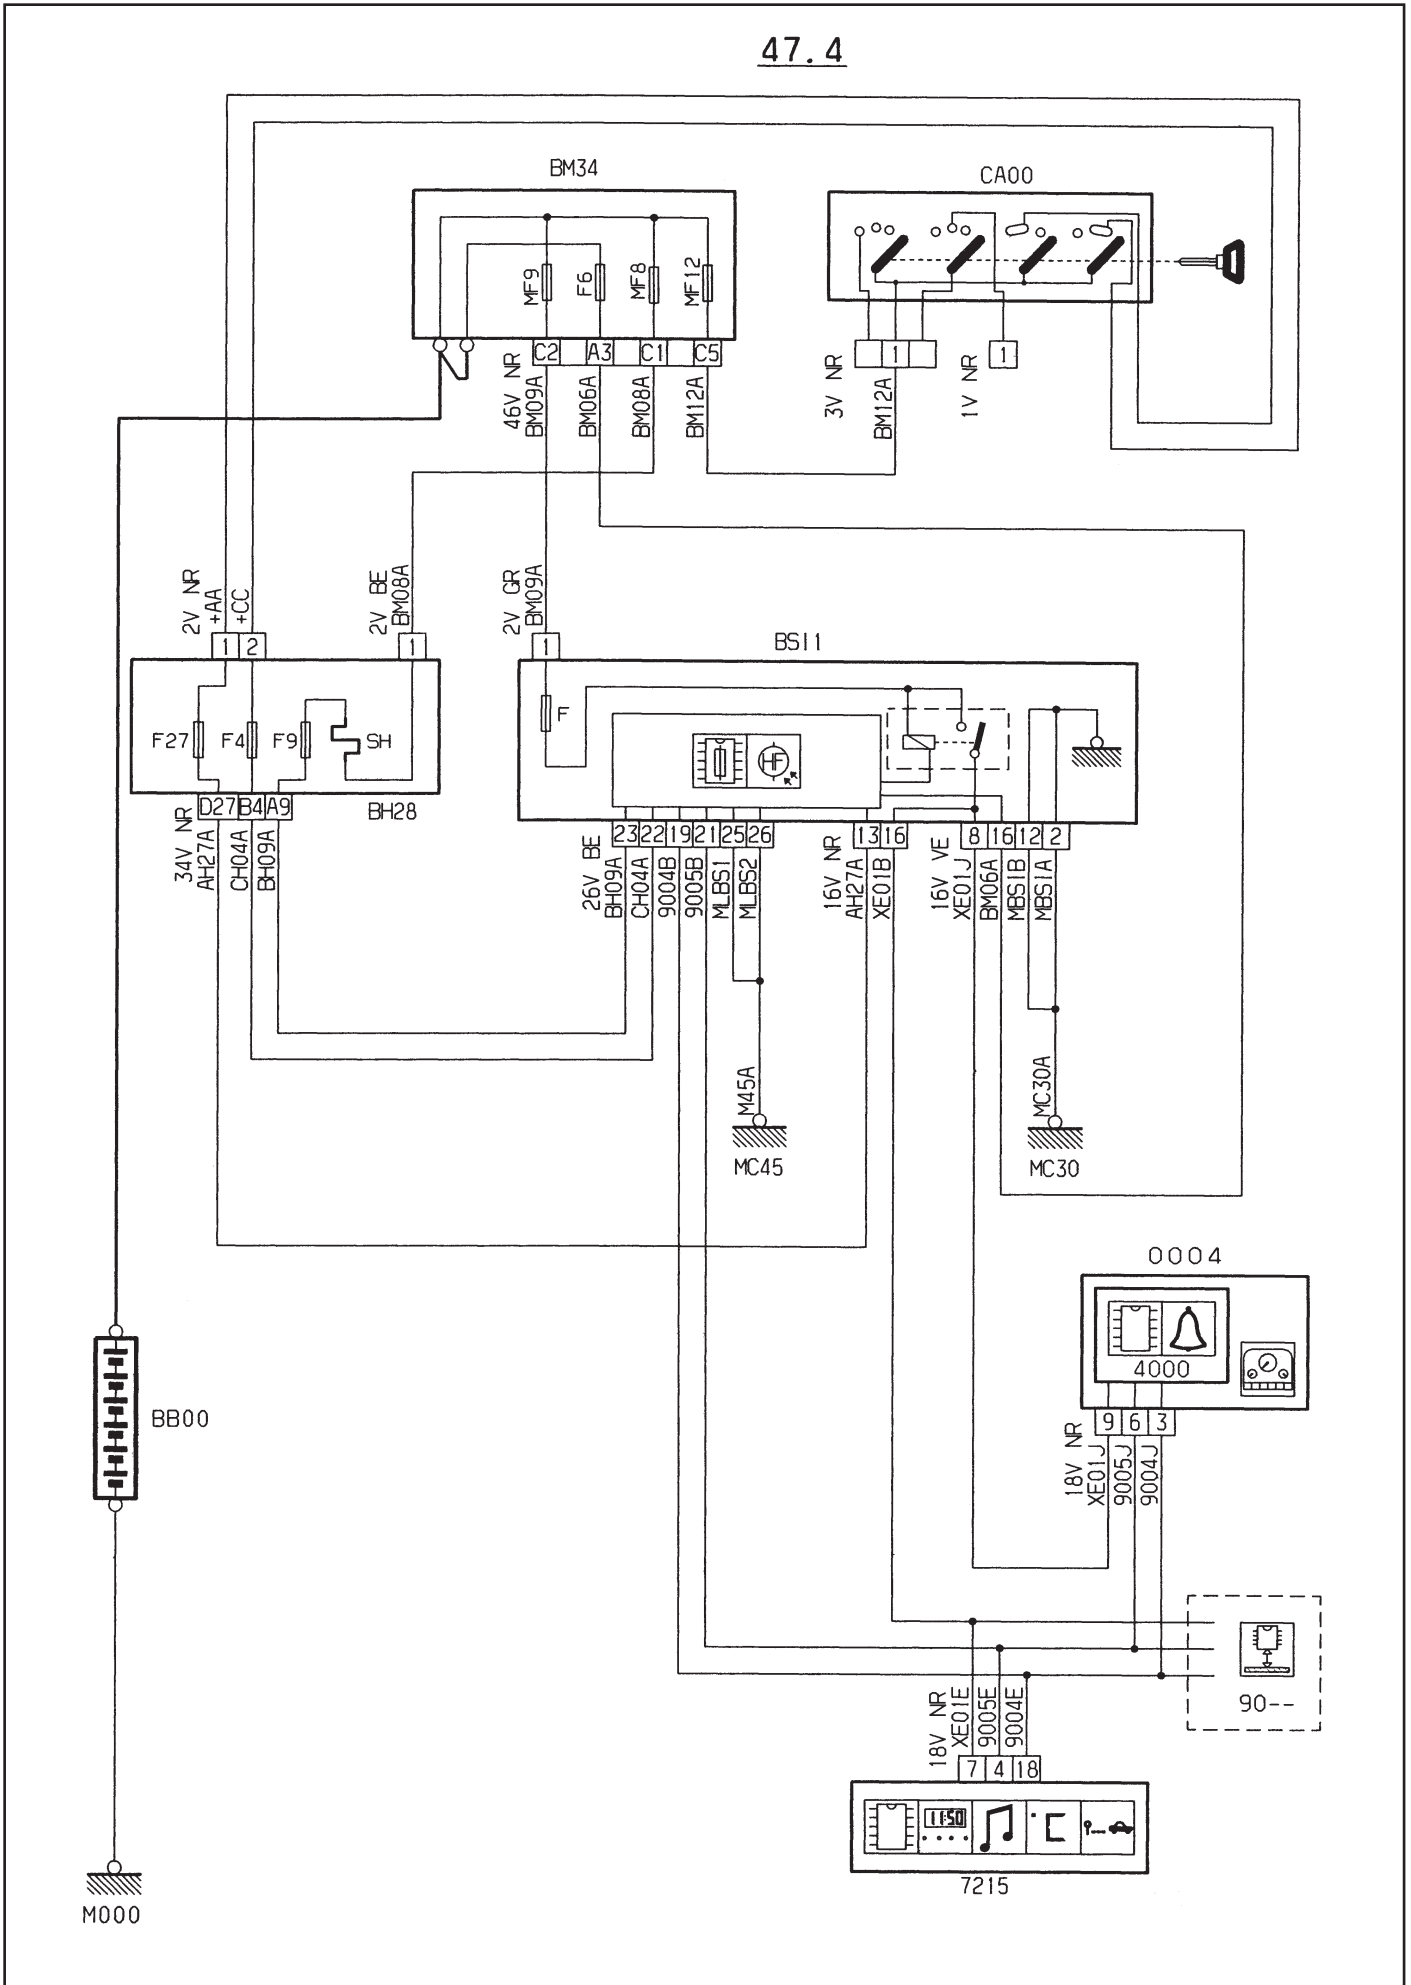 47.4
BM34
CA00
MF9
F6
MF8
MF12
C2
A3
C1
C5
1
1
46V NR
BM09A
BM06A
BM08A
BM12A
3V NR
BM12A
1V NR
2V NR
+AA
+CC
2V BE
BM08A
2V GR
BM09A
1
2
1
1
BSI1
F27
F4
F9
SH
F
HF
D27
B4
A9
BH28
34V NR
AH27A
CH04A
BH09A
23
22
19
21
25
26
13
16
8
16
12
2
26V BE
BH09A
CH04A
9004B
9005B
MLBS1
MLBS2
16V NR
AH27A
XE01B
16V VE
XE01J
BM06A
MBS1B
MBS1A
M45A
MC45
MC30A
MC30
0004
4000
9
6
3
18V NR
XE01J
9005J
9004J
BB00
90--
18V NR
XE01E
9005E
9004E
7
4
18
11:50
°C
7215
M000